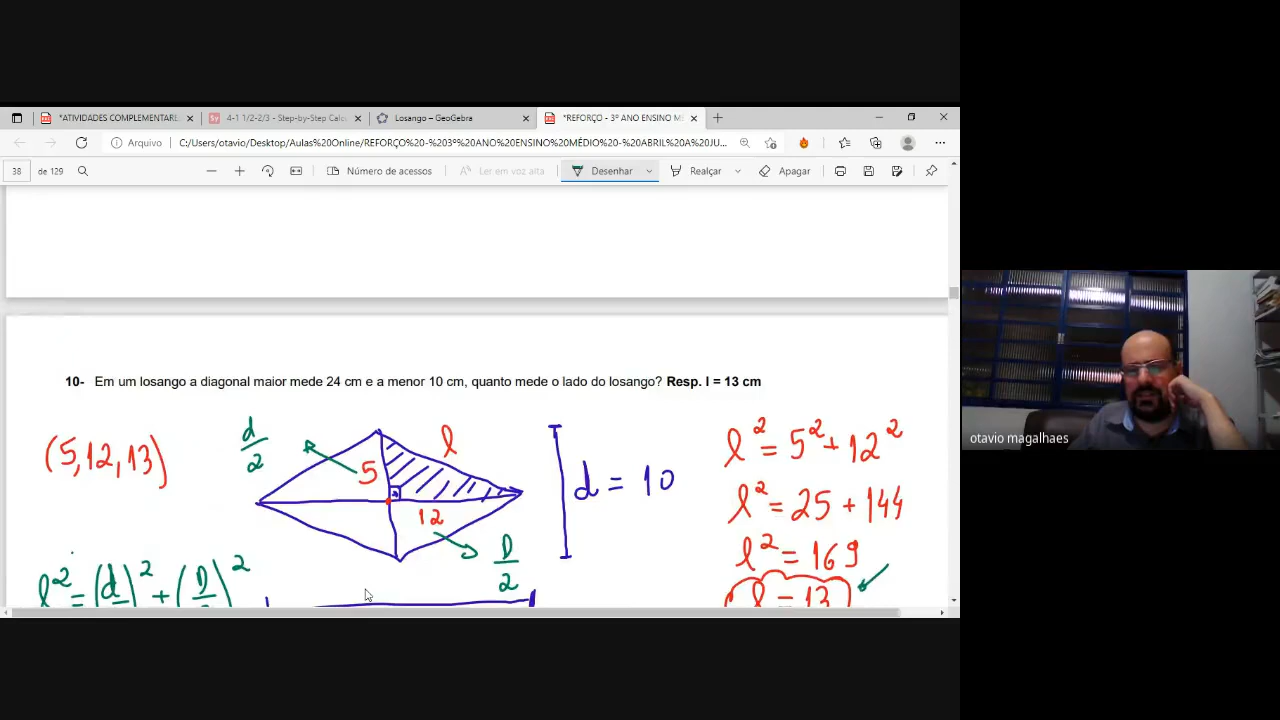 *ATIVIDADES COMPLEMENTARE
4-1 1/2-2/3 - Step-by-Step Calc
Losango – GeoGebra
*REFORÇO - 3º ANO ENSINO MÉ
Arquivo
C:/Users/otavio/Desktop/Aulas%20Online/REFORÇO%20-%203º%20ANO%20ENSINO%20MÉDIO%20-%20ABRIL%20A%20JU...
38 de 129
Número de acessos
Ler em voz alta
Desenhar
Realçar
Apagar
10- Em um losango a diagonal maior mede 24 cm e a menor 10 cm, quanto mede o lado do losango? Resp. l = 13 cm
(5,12,13)
d/2
5
l
12
D/2
d = 10
l² = 5² + 12²
l² = 25 + 144
l² = 169
l = 13
otavio magalhaes